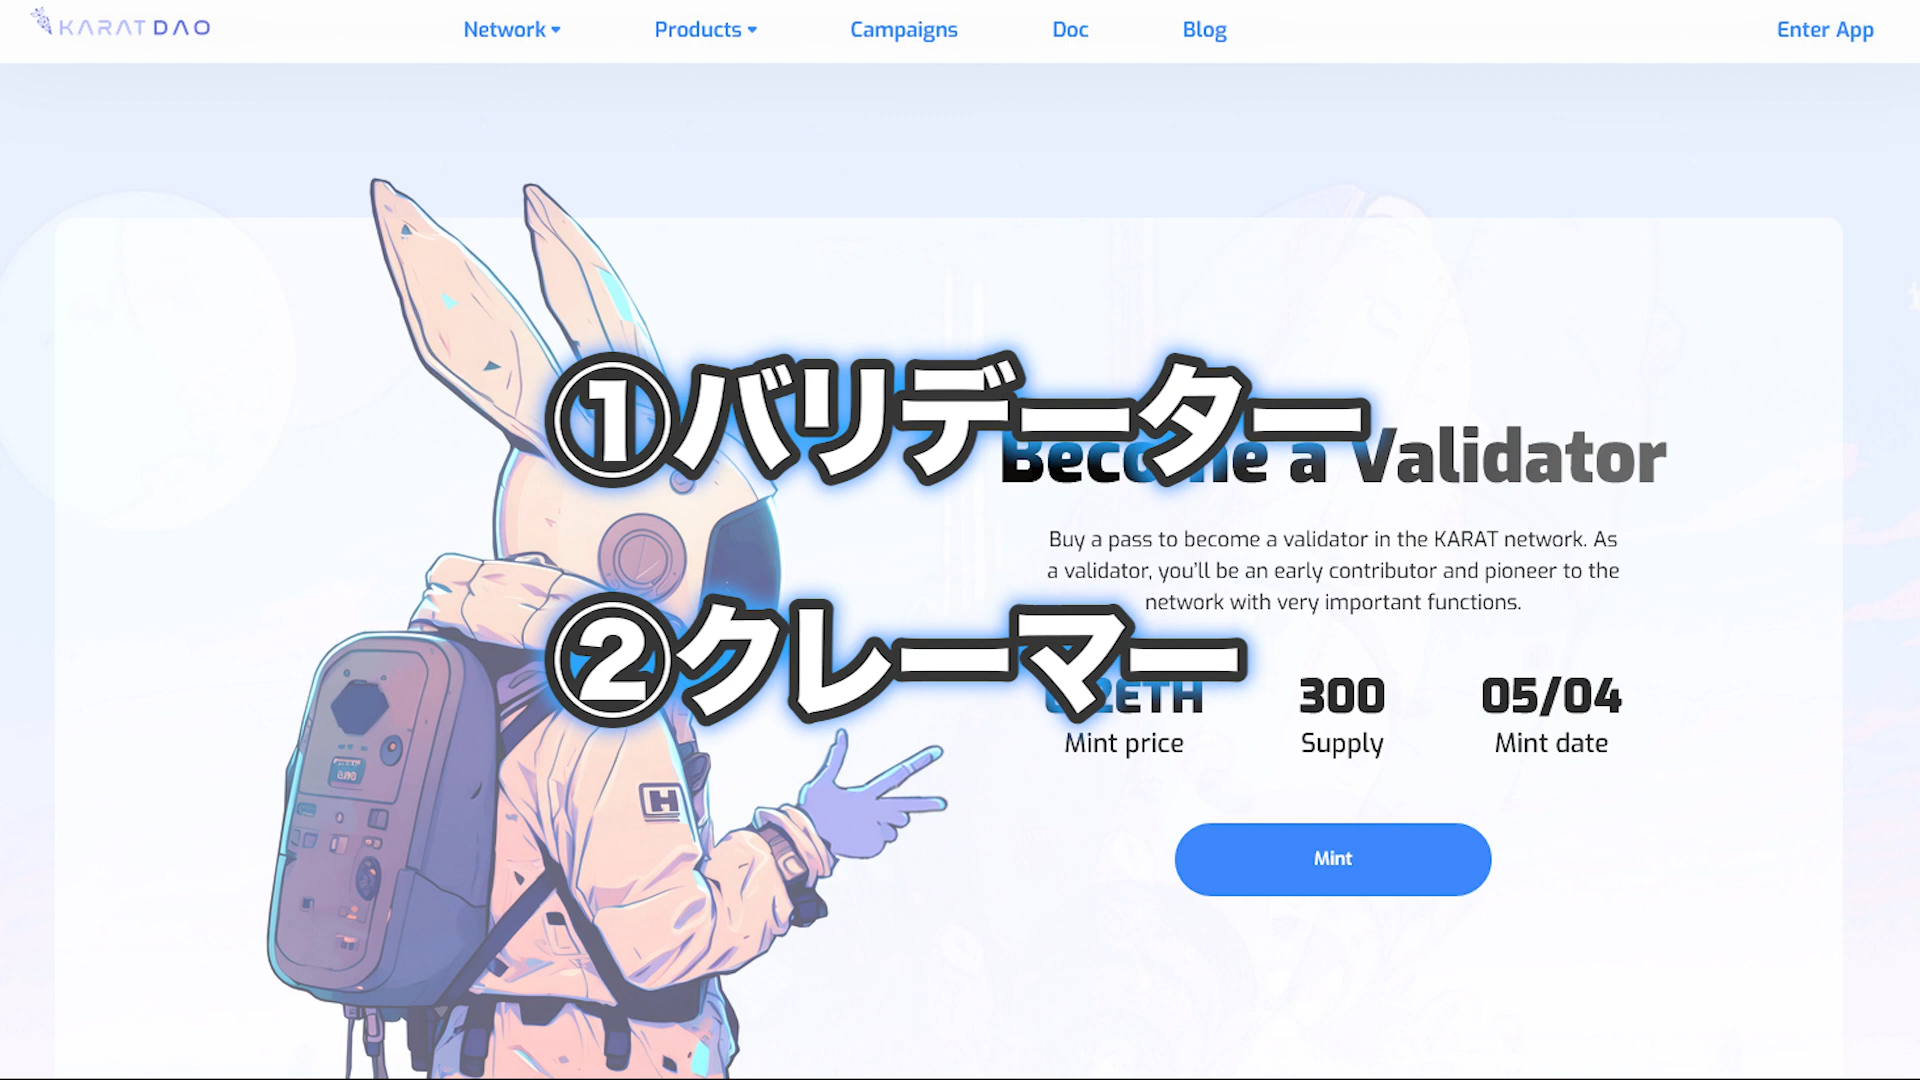 KARAT DAO
Network
Products
Campaigns
Doc
Blog
Enter App
①バリデーター
Become a Validator
Buy a pass to become a validator in the KARAT network. As
a validator, you'll be an early contributor and pioneer to the
network with very important functions.
②クレーマー
ETH
300
05/04
Mint price
Supply
Mint date
Mint
H